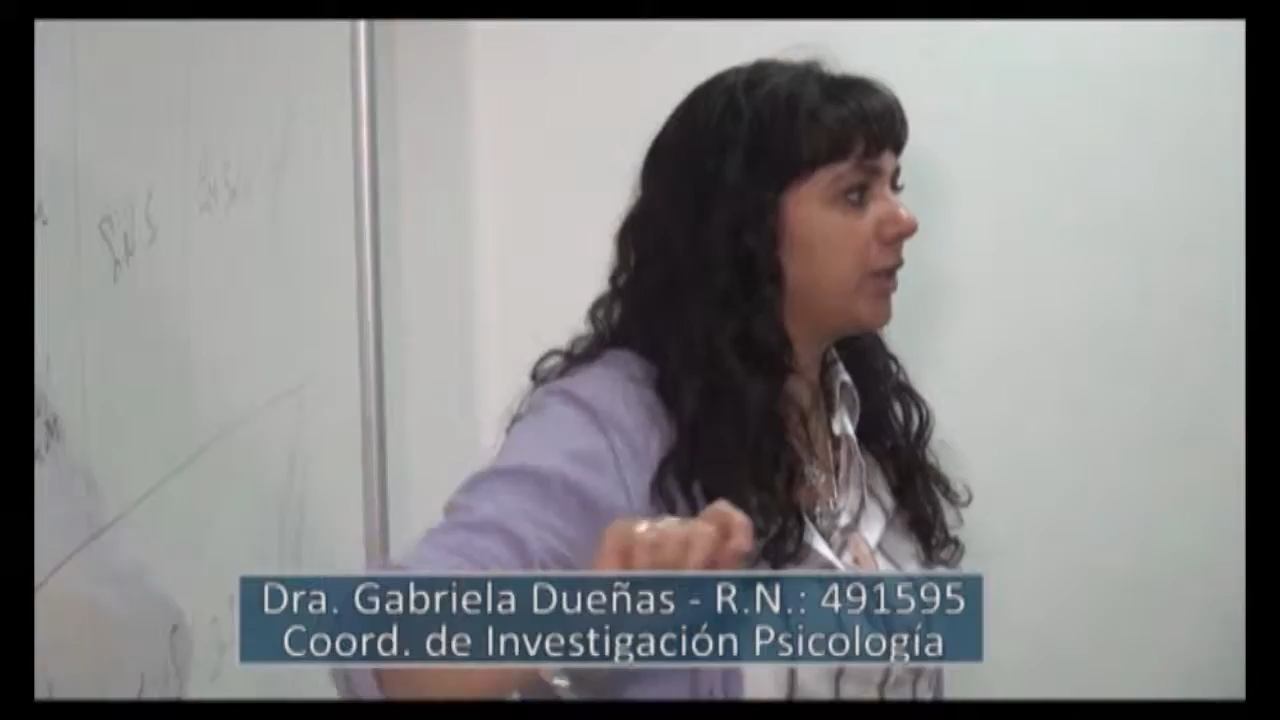 Dra. Gabriela Dueñas - R.N.: 491595
Coord. de Investigación Psicología